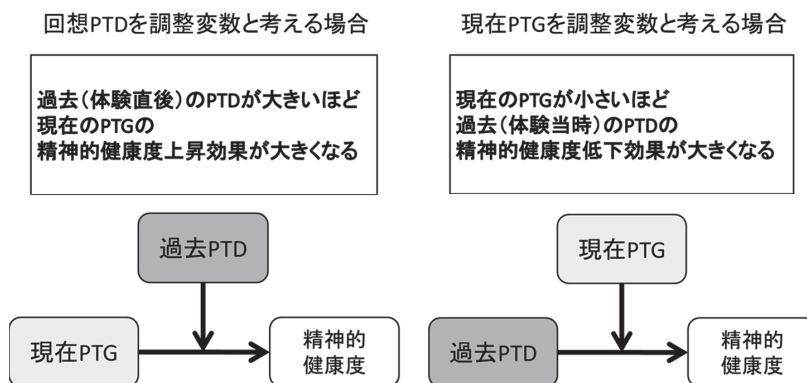 回想PTDを調整変数と考える場合
過去(体験直後)のPTDが大きいほど
現在のPTGの
精神的健康度上昇効果が大きくなる
過去PTD
現在PTG
精神的
健康度
現在PTGを調整変数と考える場合
現在のPTGが小さいほど
過去(体験当時)のPTDの
精神的健康度低下効果が大きくなる
現在PTG
過去PTD
精神的
健康度